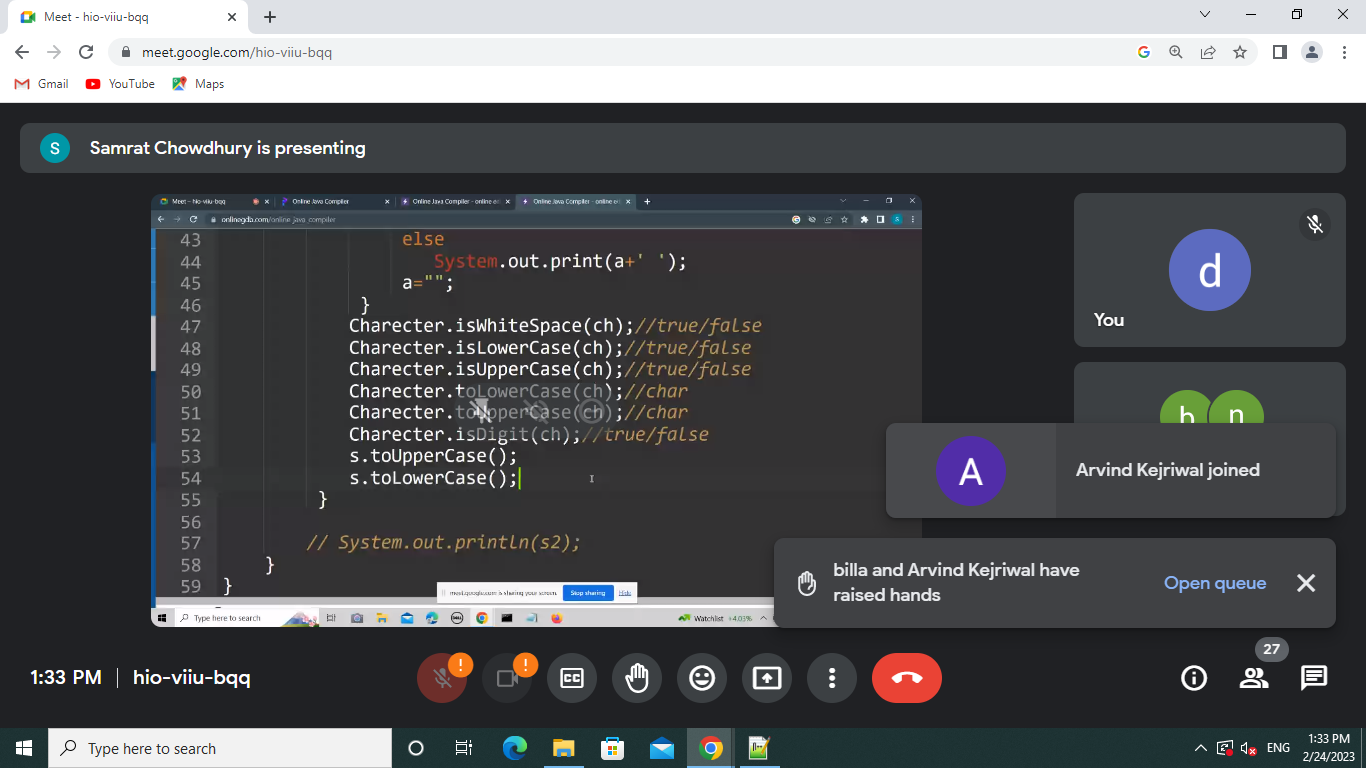 Meet - hio-viiu-bqq
meet.google.com/hio-viiu-bqq
Gmail YouTube Maps
S Samrat Chowdhury is presenting
Meet - hio-viiu-bqq Online Java Compiler Online Java Compiler - online edi Online Java Compiler - online edi
onlinegdb.com/online_java_compiler
43 else
44 System.out.print(a+' ');
45 a="";
46 }
47 Charecter.isWhiteSpace(ch);//true/false
48 Charecter.isLowerCase(ch);//true/false
49 Charecter.isUpperCase(ch);//true/false
50 Charecter.toLowerCase(ch);//char
51 Charecter.toUpperCase(ch);//char
52 Charecter.isDigit(ch);//true/false
53 s.toUpperCase();
54 s.toLowerCase();
55 }
56
57 // System.out.println(s2);
58 }
59 }
meet.google.com is sharing your screen. Stop sharing Hide
Type here to search
Watchlist +4.03%
d
You
b n
A Arvind Kejriwal joined
billa and Arvind Kejriwal have
raised hands
Open queue
1:33 PM | hio-viiu-bqq
CC
27
Type here to search
ENG
1:33 PM
2/24/2023